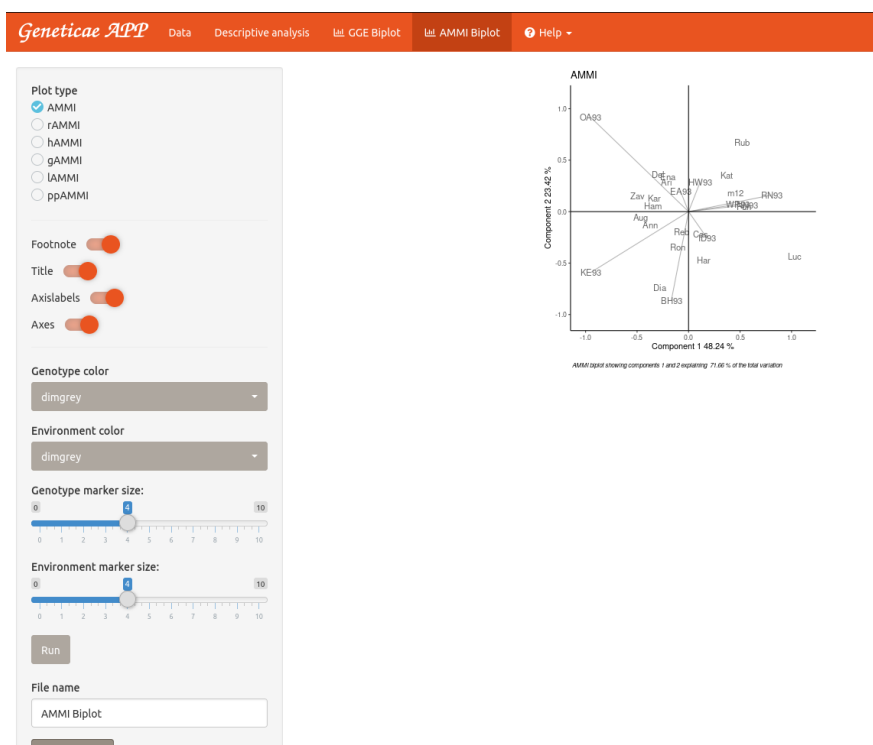 Geneticae APP Data Descriptive analysis GGE Biplot AMMI Biplot Help
Plot type
AMMI
rAMMI
hAMMI
gAMMI
lAMMI
ppAMMI
Footnote
Title
Axislabels
Axes
Genotype color
dimgrey
Environment color
dimgrey
Genotype marker size:
0 4 10
0 1 2 3 4 5 6 7 8 9 10
Environment marker size:
0 4 10
0 1 2 3 4 5 6 7 8 9 10
Run
File name
AMMI Biplot
AMMI
Component 2 23.42 %
1.0
0.5
0.0
-0.5
-1.0
OA93
Rub
Ena
Ari
HW93
Kat
EA93
m12
RN93
Zav
Kar
Ham
Aug
Ann
Reb
ID93
Ron
Har
Luc
KE93
Dia
BH93
-1.0 -0.5 0.0 0.5 1.0
Component 1 48.24 %
AMMI biplot showing components 1 and 2 explaining 71.66 % of the total variation